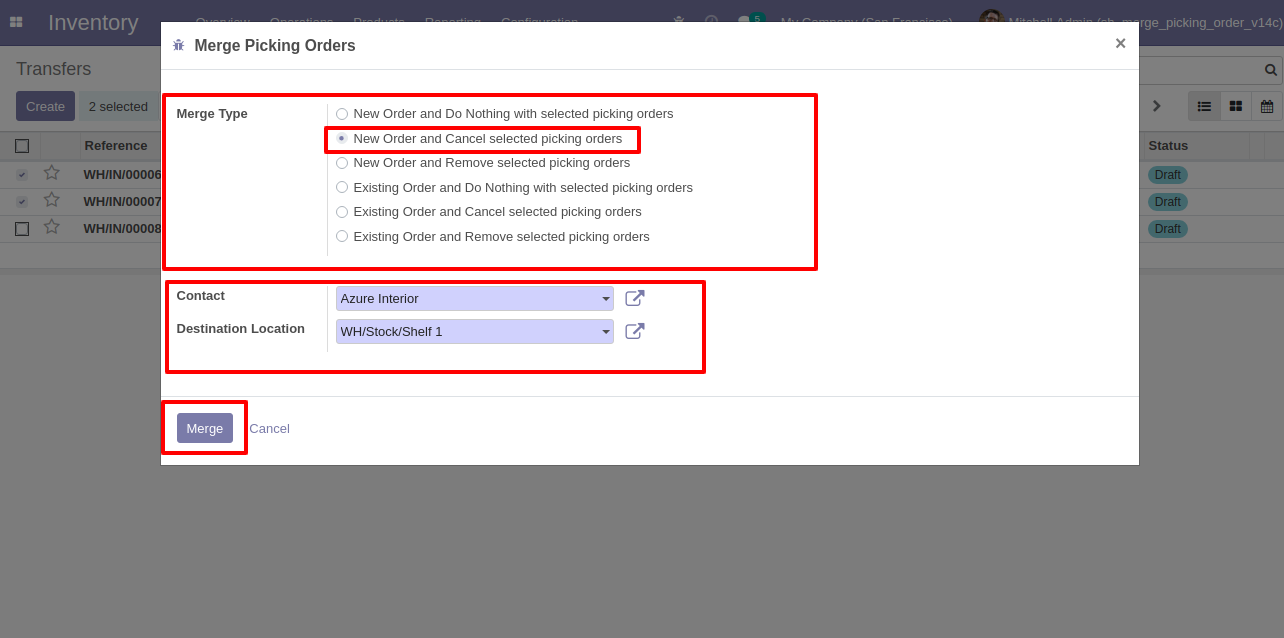 Inventory
Overview Operations Products Reporting Configuration 5 My Company (San Francisco) Mitchell Admin (sh_merge_picking_order_v14c)
Merge Picking Orders ×
Transfers
Create 2 selected
Merge Type
New Order and Do Nothing with selected picking orders
New Order and Cancel selected picking orders
New Order and Remove selected picking orders
Existing Order and Do Nothing with selected picking orders
Existing Order and Cancel selected picking orders
Existing Order and Remove selected picking orders
Reference Status
WH/IN/00006 Draft
WH/IN/00007 Draft
WH/IN/00008 Draft
Contact Azure Interior
Destination Location WH/Stock/Shelf 1
Merge Cancel